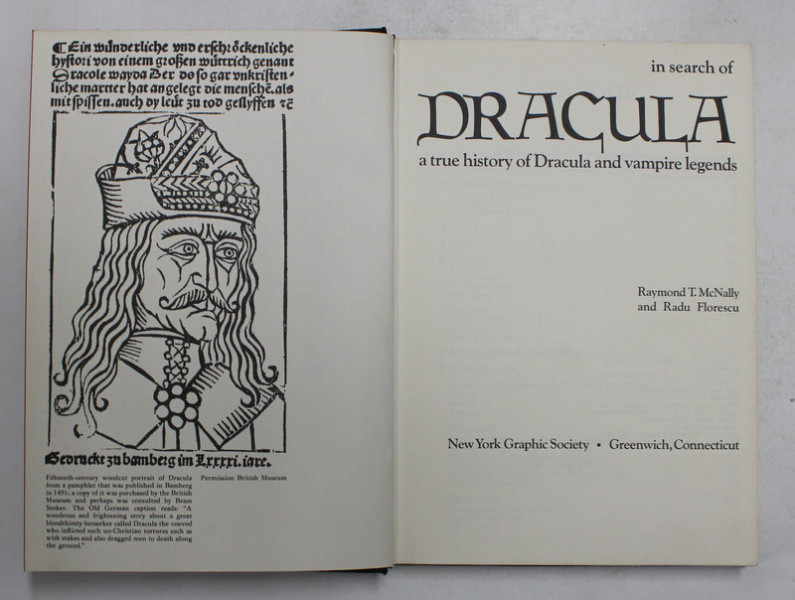 ¶ Ein wünderliche vnd erschröckenliche
hystori von einem großen wüttrich genant
Dracole wayda Der do so gar vnkristen-
liche martter hat angelegt die menschē. als
mit spissen. auch dy leüt zu tod geslyffen ⁊c̄
Gedruckt zu bamberg im Lxxxxi. iare.
Fifteenth-century woodcut portrait of Dracula
from a pamphlet that was published in Bamberg
in 1491; a copy of it was purchased by the British
Museum and perhaps was consulted by Bram
Stoker. The Old German caption reads: "A
wondrous and frightening story about a great
bloodthirsty berserker called Dracula the voevod
who inflicted such un-Christian tortures such as
with stakes and also dragged men to death along
the ground."
Permission British Museum
in search of
DRACULA
a true history of Dracula and vampire legends
Raymond T. McNally
and Radu Florescu
New York Graphic Society • Greenwich, Connecticut